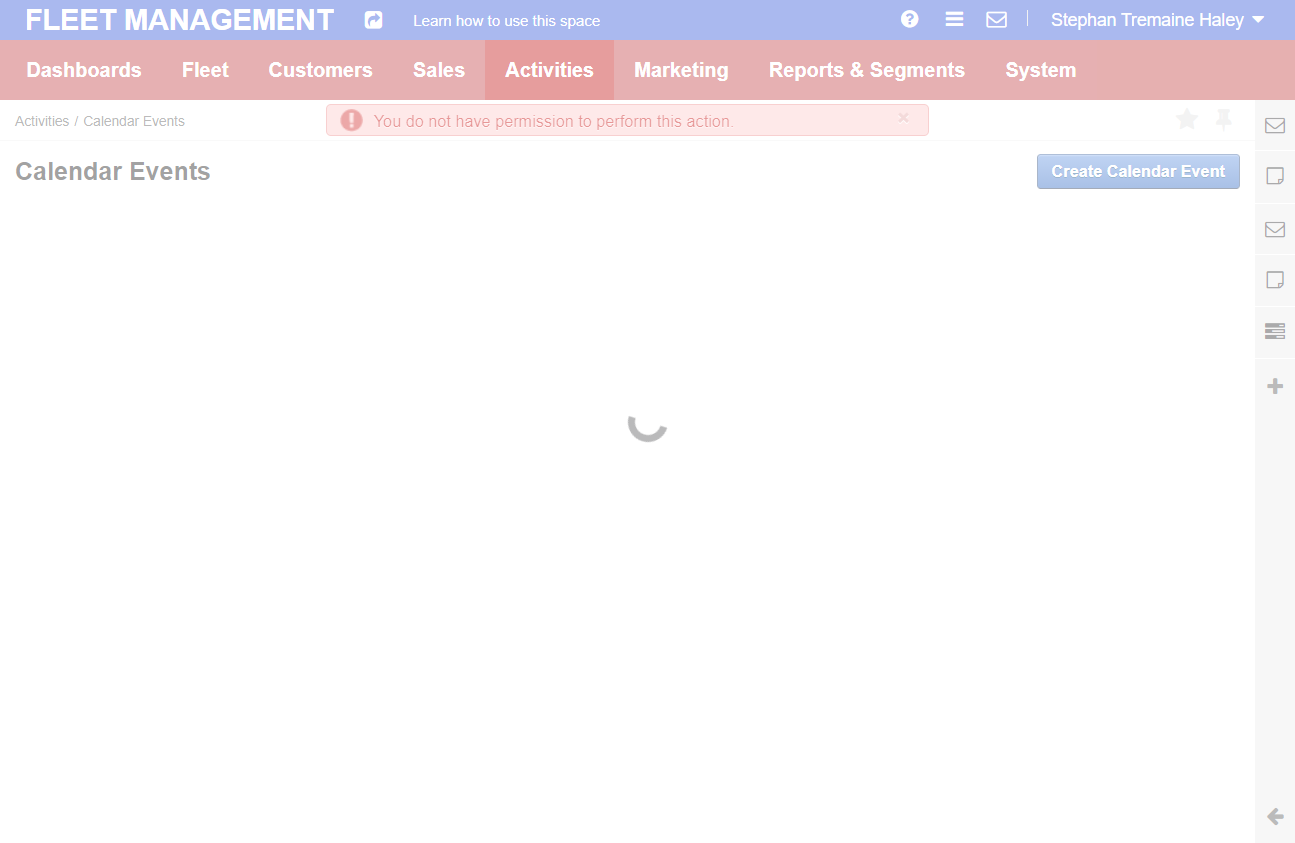 FLEET MANAGEMENT Learn how to use this space Stephan Tremaine Haley
Dashboards Fleet Customers Sales Activities Marketing Reports & Segments System
Activities / Calendar Events
You do not have permission to perform this action.
Calendar Events
Create Calendar Event